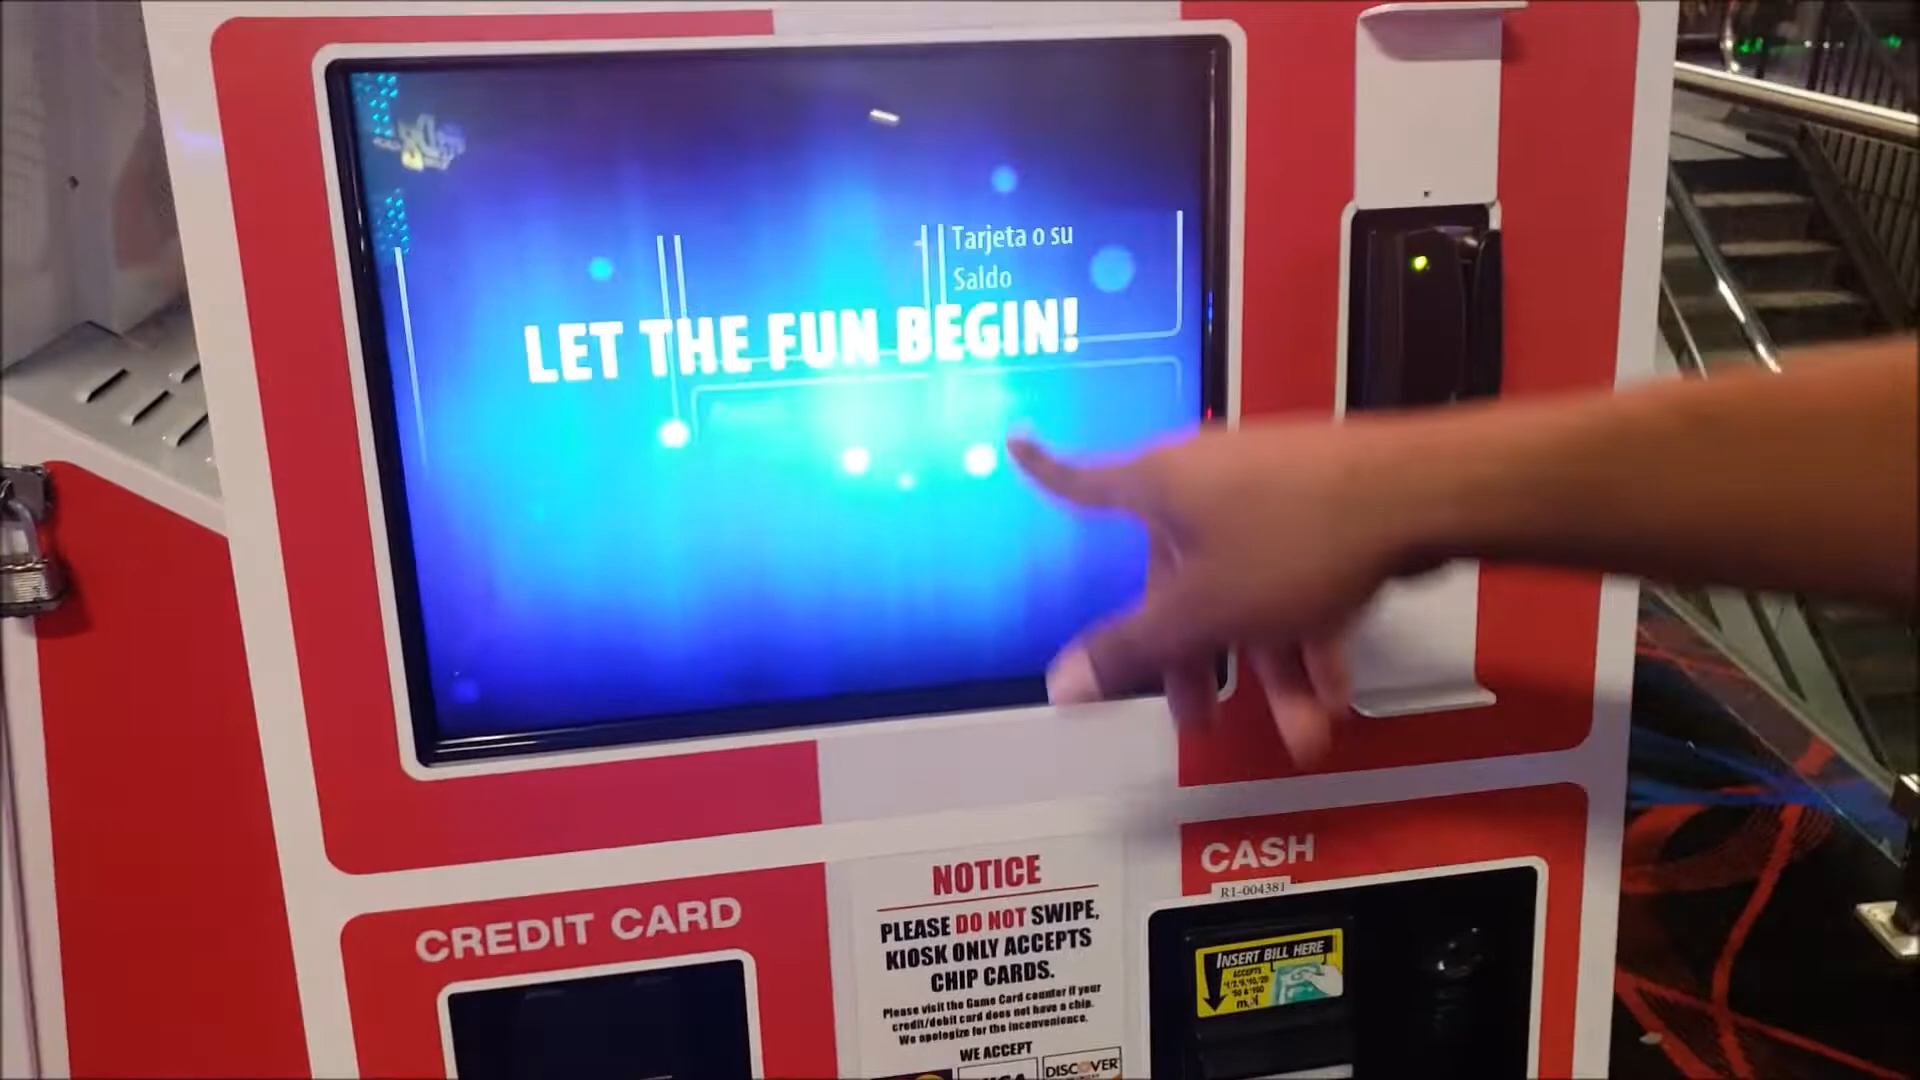 Tarjeta o su
Saldo
LET THE FUN BEGIN!
CREDIT CARD
NOTICE
PLEASE DO NOT SWIPE,
KIOSK ONLY ACCEPTS
CHIP CARDS.
Please visit the Game Card counter if your
credit/debit card does not have a chip.
We apologize for the inconvenience.
WE ACCEPT
DISCOVER
CASH
R1-004381
INSERT BILL HERE
ACCEPTS
mei